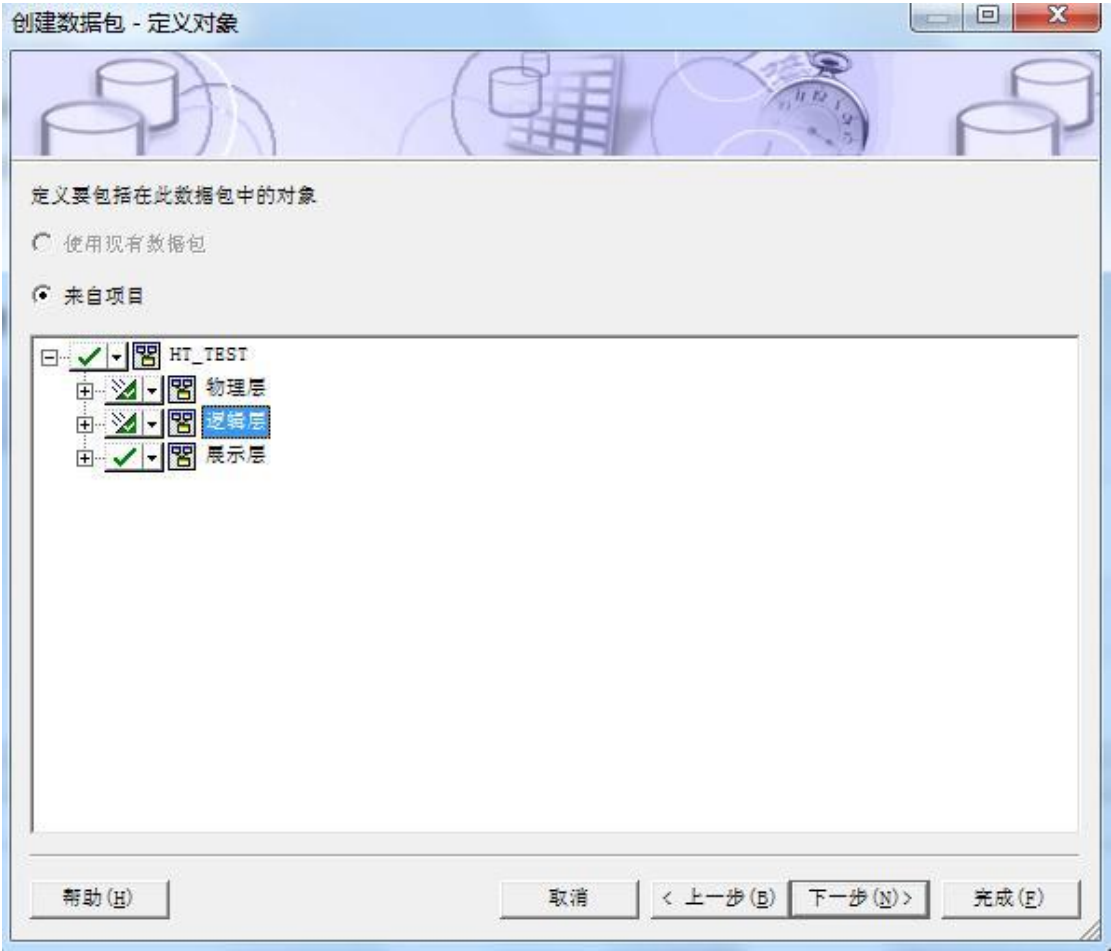 创建数据包 - 定义对象
定义要包括在此数据包中的对象
使用现有数据包
来自项目
HT_TEST
物理层
逻辑层
展示层
帮助(H)
取消
< 上一步(B)
下一步(N)>
完成(F)